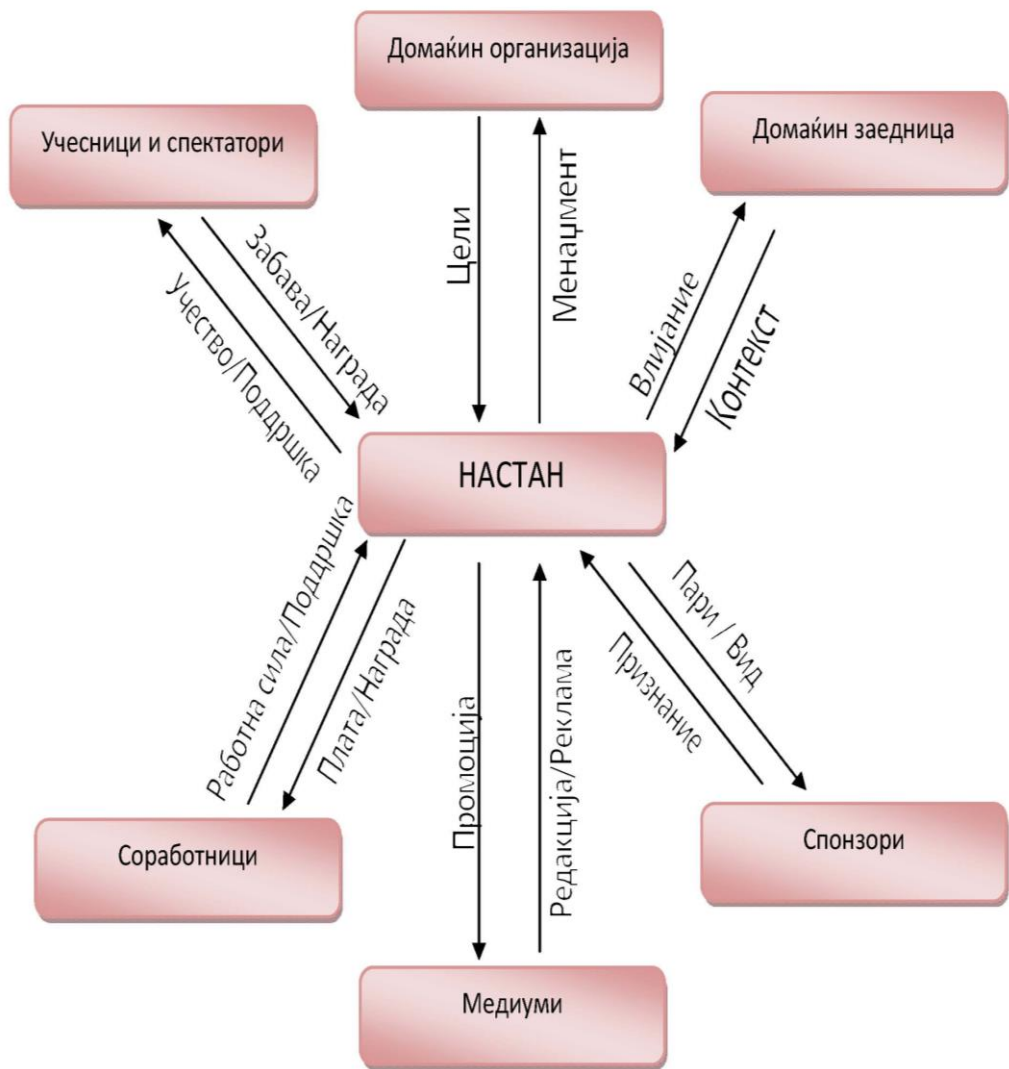 Домаќин организација
Учесници и спектатори
Домаќин заедница
Цели
Менаџмент
Забава/Награда
Учество/Поддршка
Влијание
Контекст
НАСТАН
Работна сила/Поддршка
Плата/Награда
Промоција
Редакција/Реклама
Пари / Вид
Признание
Соработници
Спонзори
Медиуми